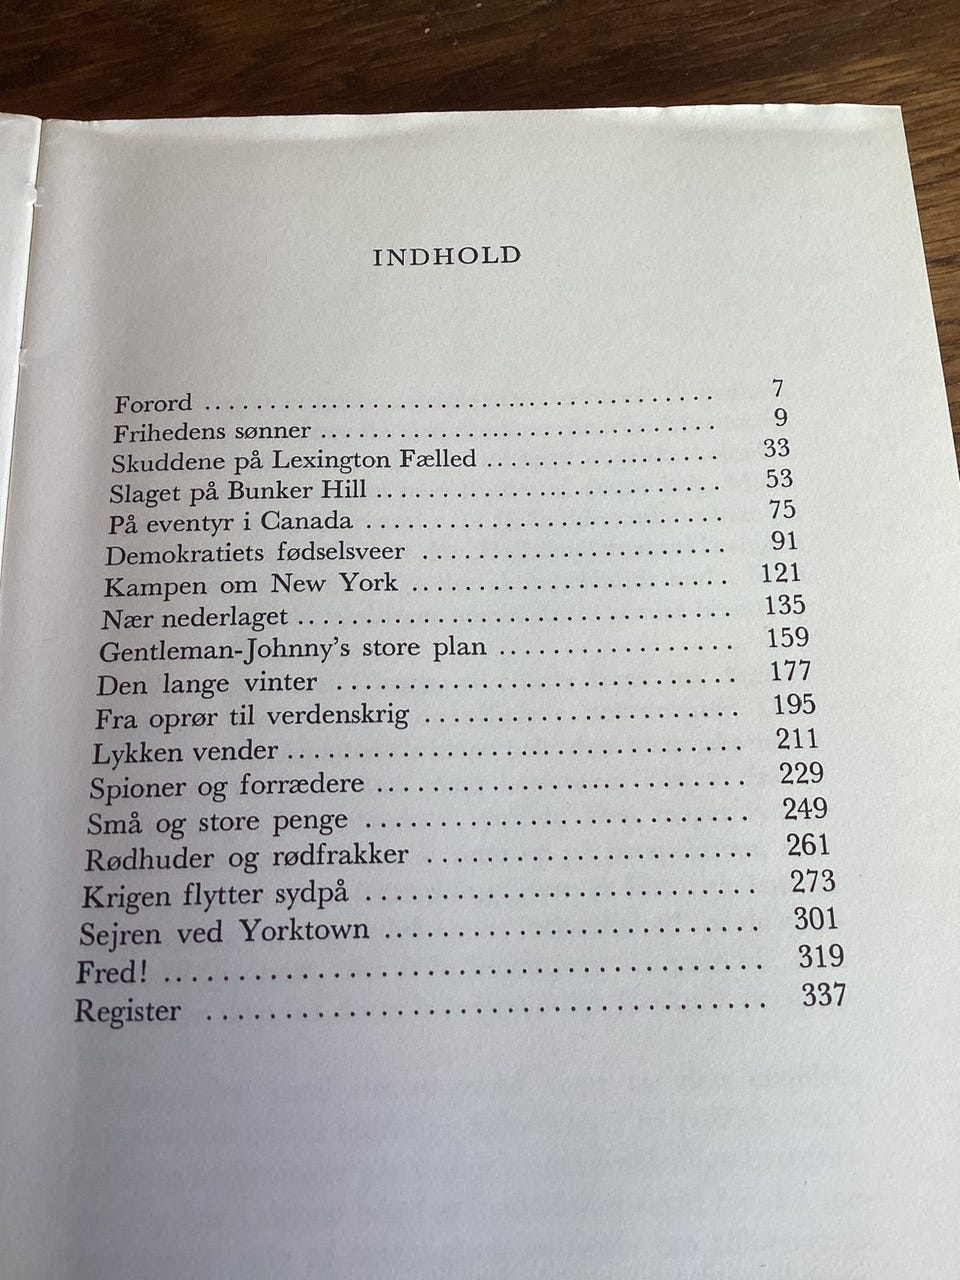 INDHOLD
Forord ........................................ 7
Frihedens sønner ............................... 9
Skuddene på Lexington Fælled .............. 33
Slaget på Bunker Hill ....................... 53
På eventyr i Canada ........................ 75
Demokratiets fødselsveer .................... 91
Kampen om New York ..................... 121
Nær nederlaget ............................. 135
Gentleman-Johnny's store plan ............... 159
Den lange vinter .......................... 177
Fra oprør til verdenskrig .................... 195
Lykken vender ............................. 211
Spioner og forrædere ........................ 229
Små og store penge ........................ 249
Rødhuder og rødfrakker ..................... 261
Krigen flytter sydpå ......................... 273
Sejren ved Yorktown ........................ 301
Fred! ...................................... 319
Register .................................... 337